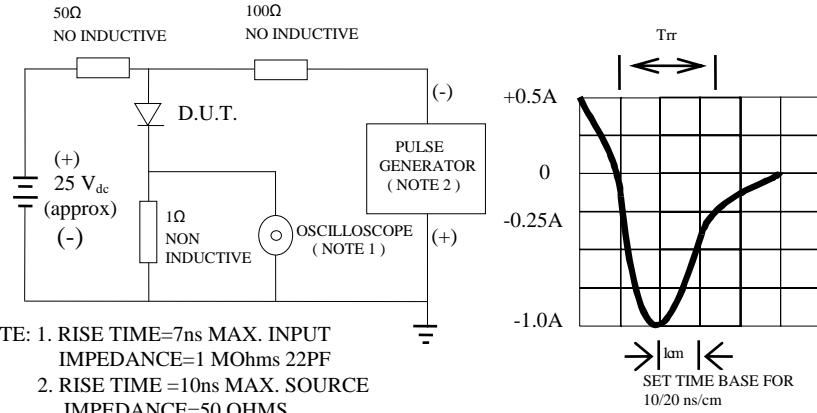 50Ω
NO INDUCTIVE
100Ω
NO INDUCTIVE
D.U.T.
(+)
25 Vdc
(approx)
(-)
1Ω
NON
INDUCTIVE
OSCILLOSCOPE
( NOTE 1 )
(-)
PULSE
GENERATOR
( NOTE 2 )
(+)
TE: 1. RISE TIME=7ns MAX. INPUT
IMPEDANCE=1 MOhms 22PF
2. RISE TIME =10ns MAX. SOURCE
IMPEDANCE=50 OHMS
Trr
+0.5A
0
-0.25A
-1.0A
1cm
SET TIME BASE FOR
10/20 ns/cm